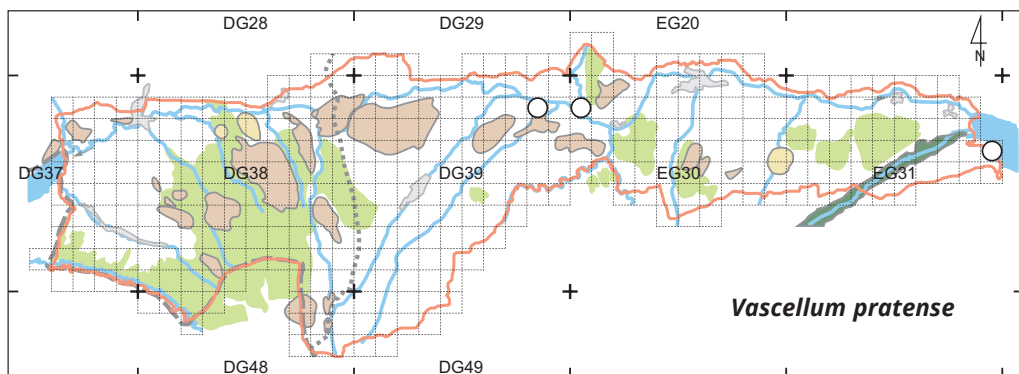 DG28 DG29 EG20
N
DG37 DG38 DG39 EG30 EG31
Vascellum pratense
DG48 DG49